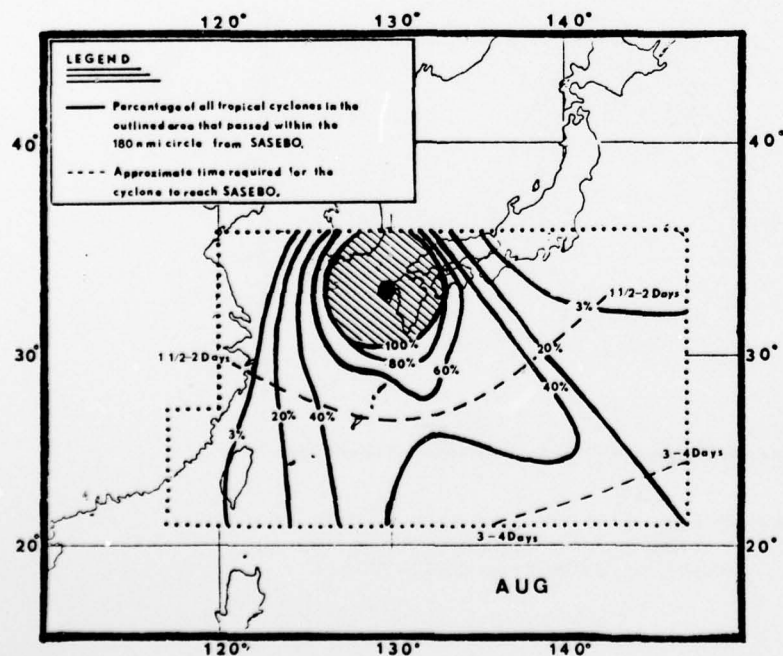 120° 130° 140°
LEGEND
Percentage of all tropical cyclones in the
outlined area that passed within the
180 nmi circle from SASEBO.
Approximate time required for the
cyclone to reach SASEBO.
40° 40°
1 1/2-2 Days
3%
100%
80%
60%
20%
40%
30° 30°
1 1/2-2 Days
3%
20%
40%
3-4 Days
3-4 Days
20° 20°
AUG
120° 130° 140°